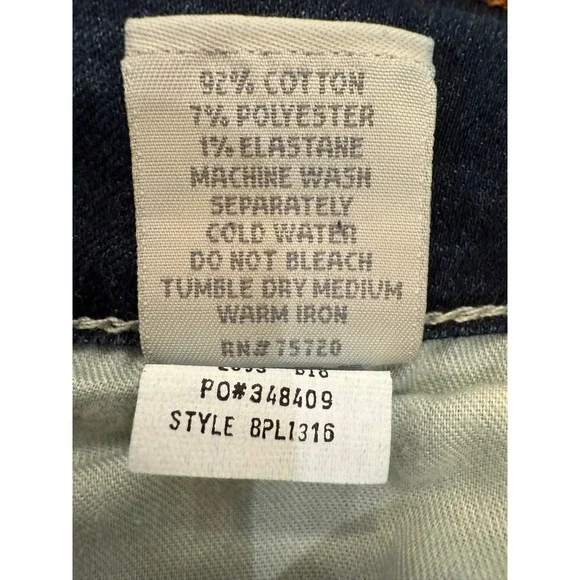 92% COTTON
7% POLYESTER
1% ELASTANE
MACHINE WASH
SEPARATELY
COLD WATER
DO NOT BLEACH
TUMBLE DRY MEDIUM
WARM IRON
RN# 75720
PO#348409
STYLE 8PL1316